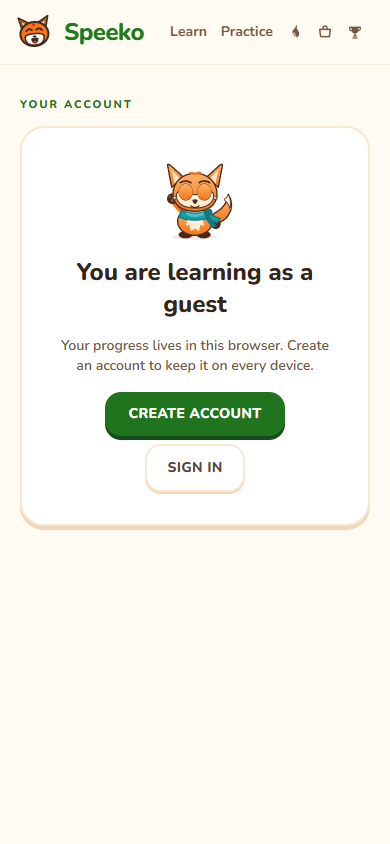 Speeko Learn Practice
YOUR ACCOUNT
You are learning as a
guest
Your progress lives in this browser. Create
an account to keep it on every device.
CREATE ACCOUNT
SIGN IN